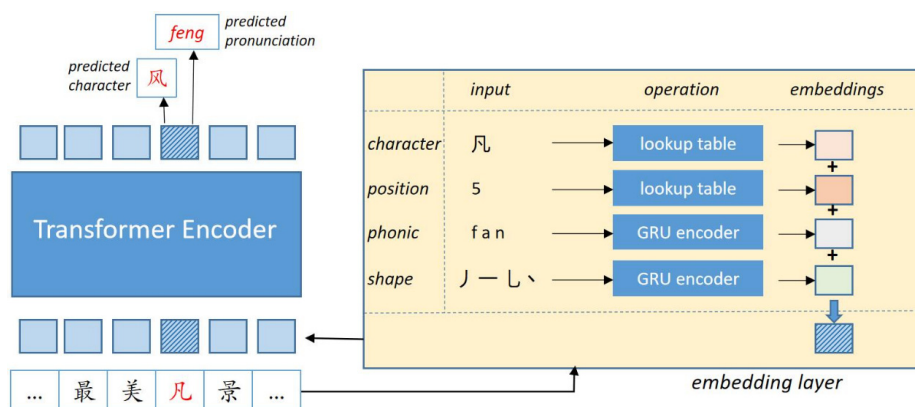 feng
predicted
pronunciation
predicted
character
风
Transformer Encoder
... 最 美 凡 景 ...
input operation embeddings
character 凡 lookup table
+
position 5 lookup table
+
phonic f a n GRU encoder
+
shape 丿 一 乚 丶 GRU encoder
embedding layer